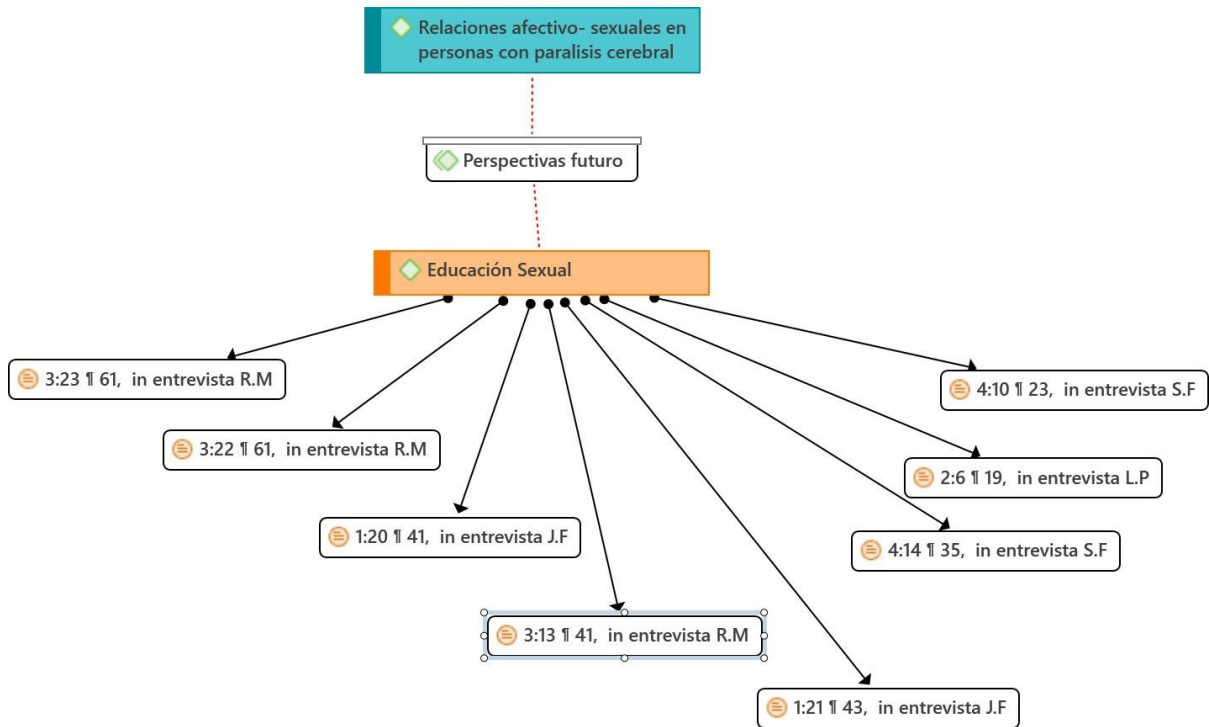 Relaciones afectivo- sexuales en
personas con paralisis cerebral
Perspectivas futuro
Educación Sexual
3:23 ¶ 61, in entrevista R.M
4:10 ¶ 23, in entrevista S.F
3:22 ¶ 61, in entrevista R.M
2:6 ¶ 19, in entrevista L.P
1:20 ¶ 41, in entrevista J.F
4:14 ¶ 35, in entrevista S.F
3:13 ¶ 41, in entrevista R.M
1:21 ¶ 43, in entrevista J.F